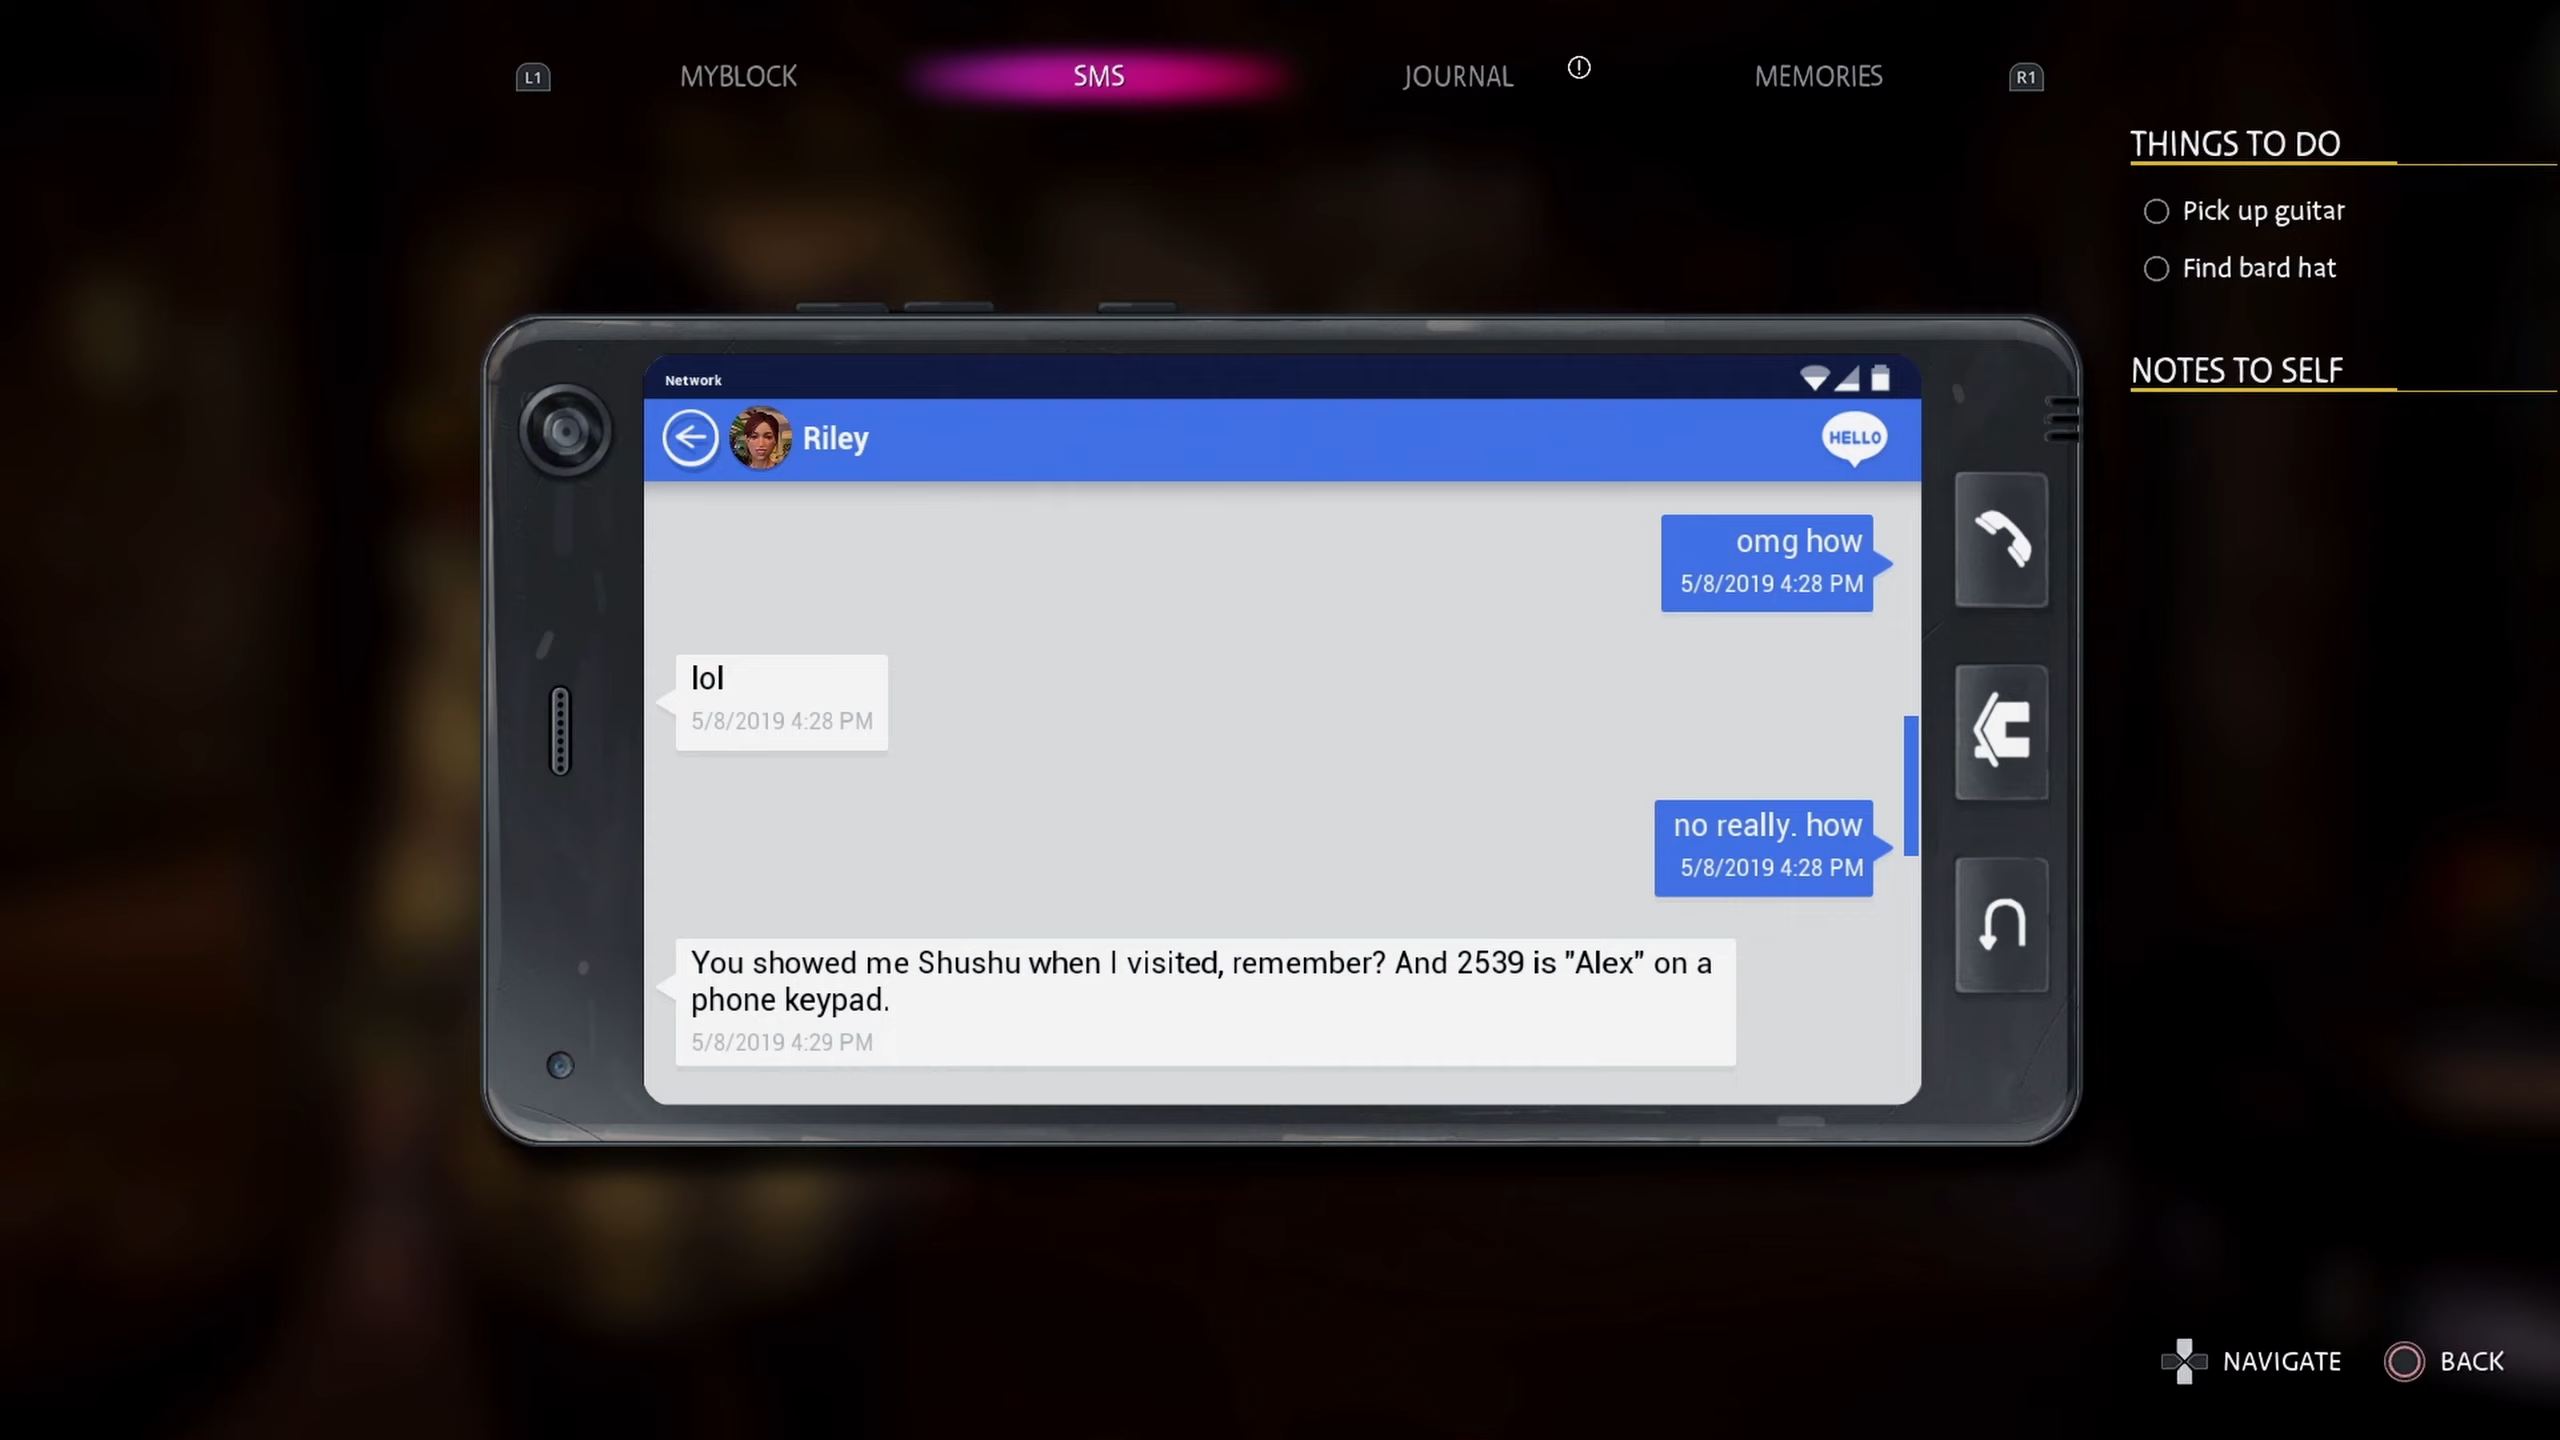 L1
MYBLOCK
SMS
JOURNAL
MEMORIES
R1
THINGS TO DO
Pick up guitar
Find bard hat
NOTES TO SELF
Network
Riley
HELLO
omg how
5/8/2019 4:28 PM
lol
5/8/2019 4:28 PM
no really. how
5/8/2019 4:28 PM
You showed me Shushu when I visited, remember? And 2539 is "Alex" on a
phone keypad.
5/8/2019 4:29 PM
NAVIGATE
BACK